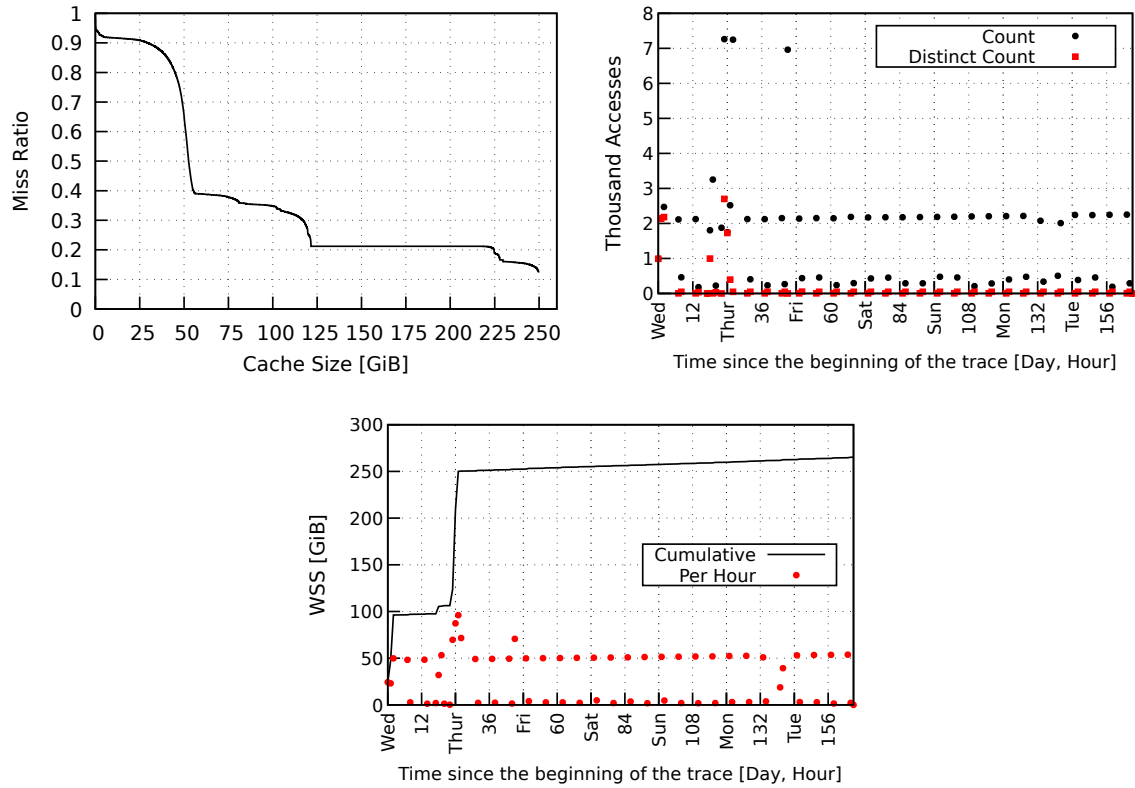 1
0.9
0.8
0.7
0.6
0.5
0.4
0.3
0.2
0.1
0
Miss Ratio
0 25 50 75 100 125 150 175 200 225 250
Cache Size [GiB]
8
7
6
5
4
3
2
1
0
Thousand Accesses
Count
Distinct Count
Wed 12 Thur 36 Fri 60 Sat 84 Sun 108 Mon 132 Tue 156
Time since the beginning of the trace [Day, Hour]
300
250
200
150
100
50
0
WSS [GiB]
Cumulative
Per Hour
Wed 12 Thur 36 Fri 60 Sat 84 Sun 108 Mon 132 Tue 156
Time since the beginning of the trace [Day, Hour]